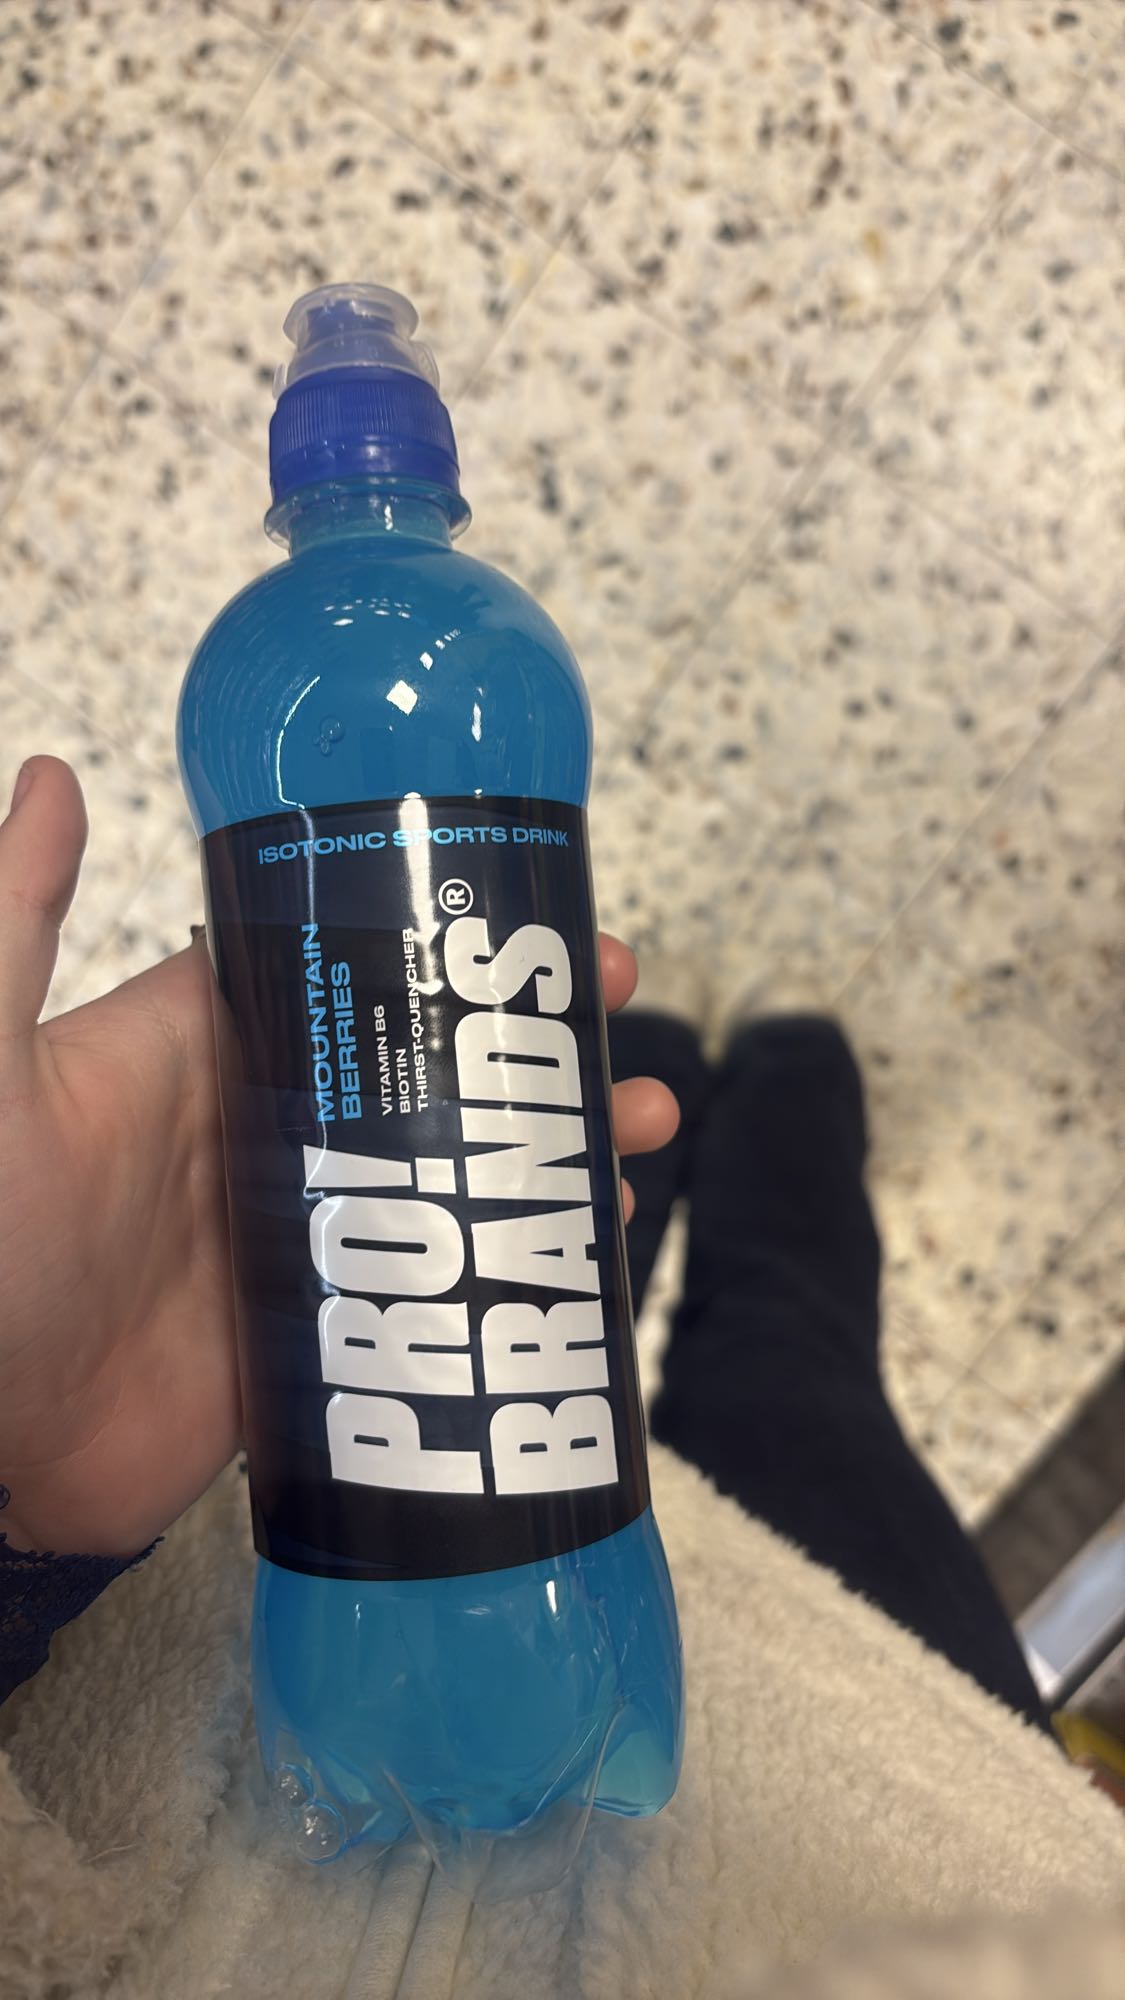 ISOTONIC SPORTS DRINK
MOUNTAIN
BERRIES
VITAMIN B6
BIOTIN
THIRST-QUENCHER
PRO!
BRANDS®